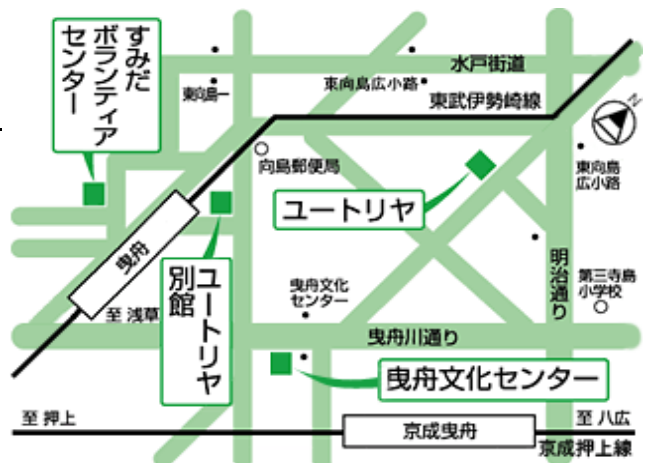 すみだ
ボランティア
センター
水戸街道
東向島一
東向島広小路
東武伊勢崎線
N
向島郵便局
東向島
広小路
ユートリヤ
曳舟
ユートリヤ
別館
曳舟文化
センター
明治通り
第三寺島
小学校
至 浅草
曳舟川通り
曳舟文化センター
至 押上
京成曳舟
至 八広
京成押上線